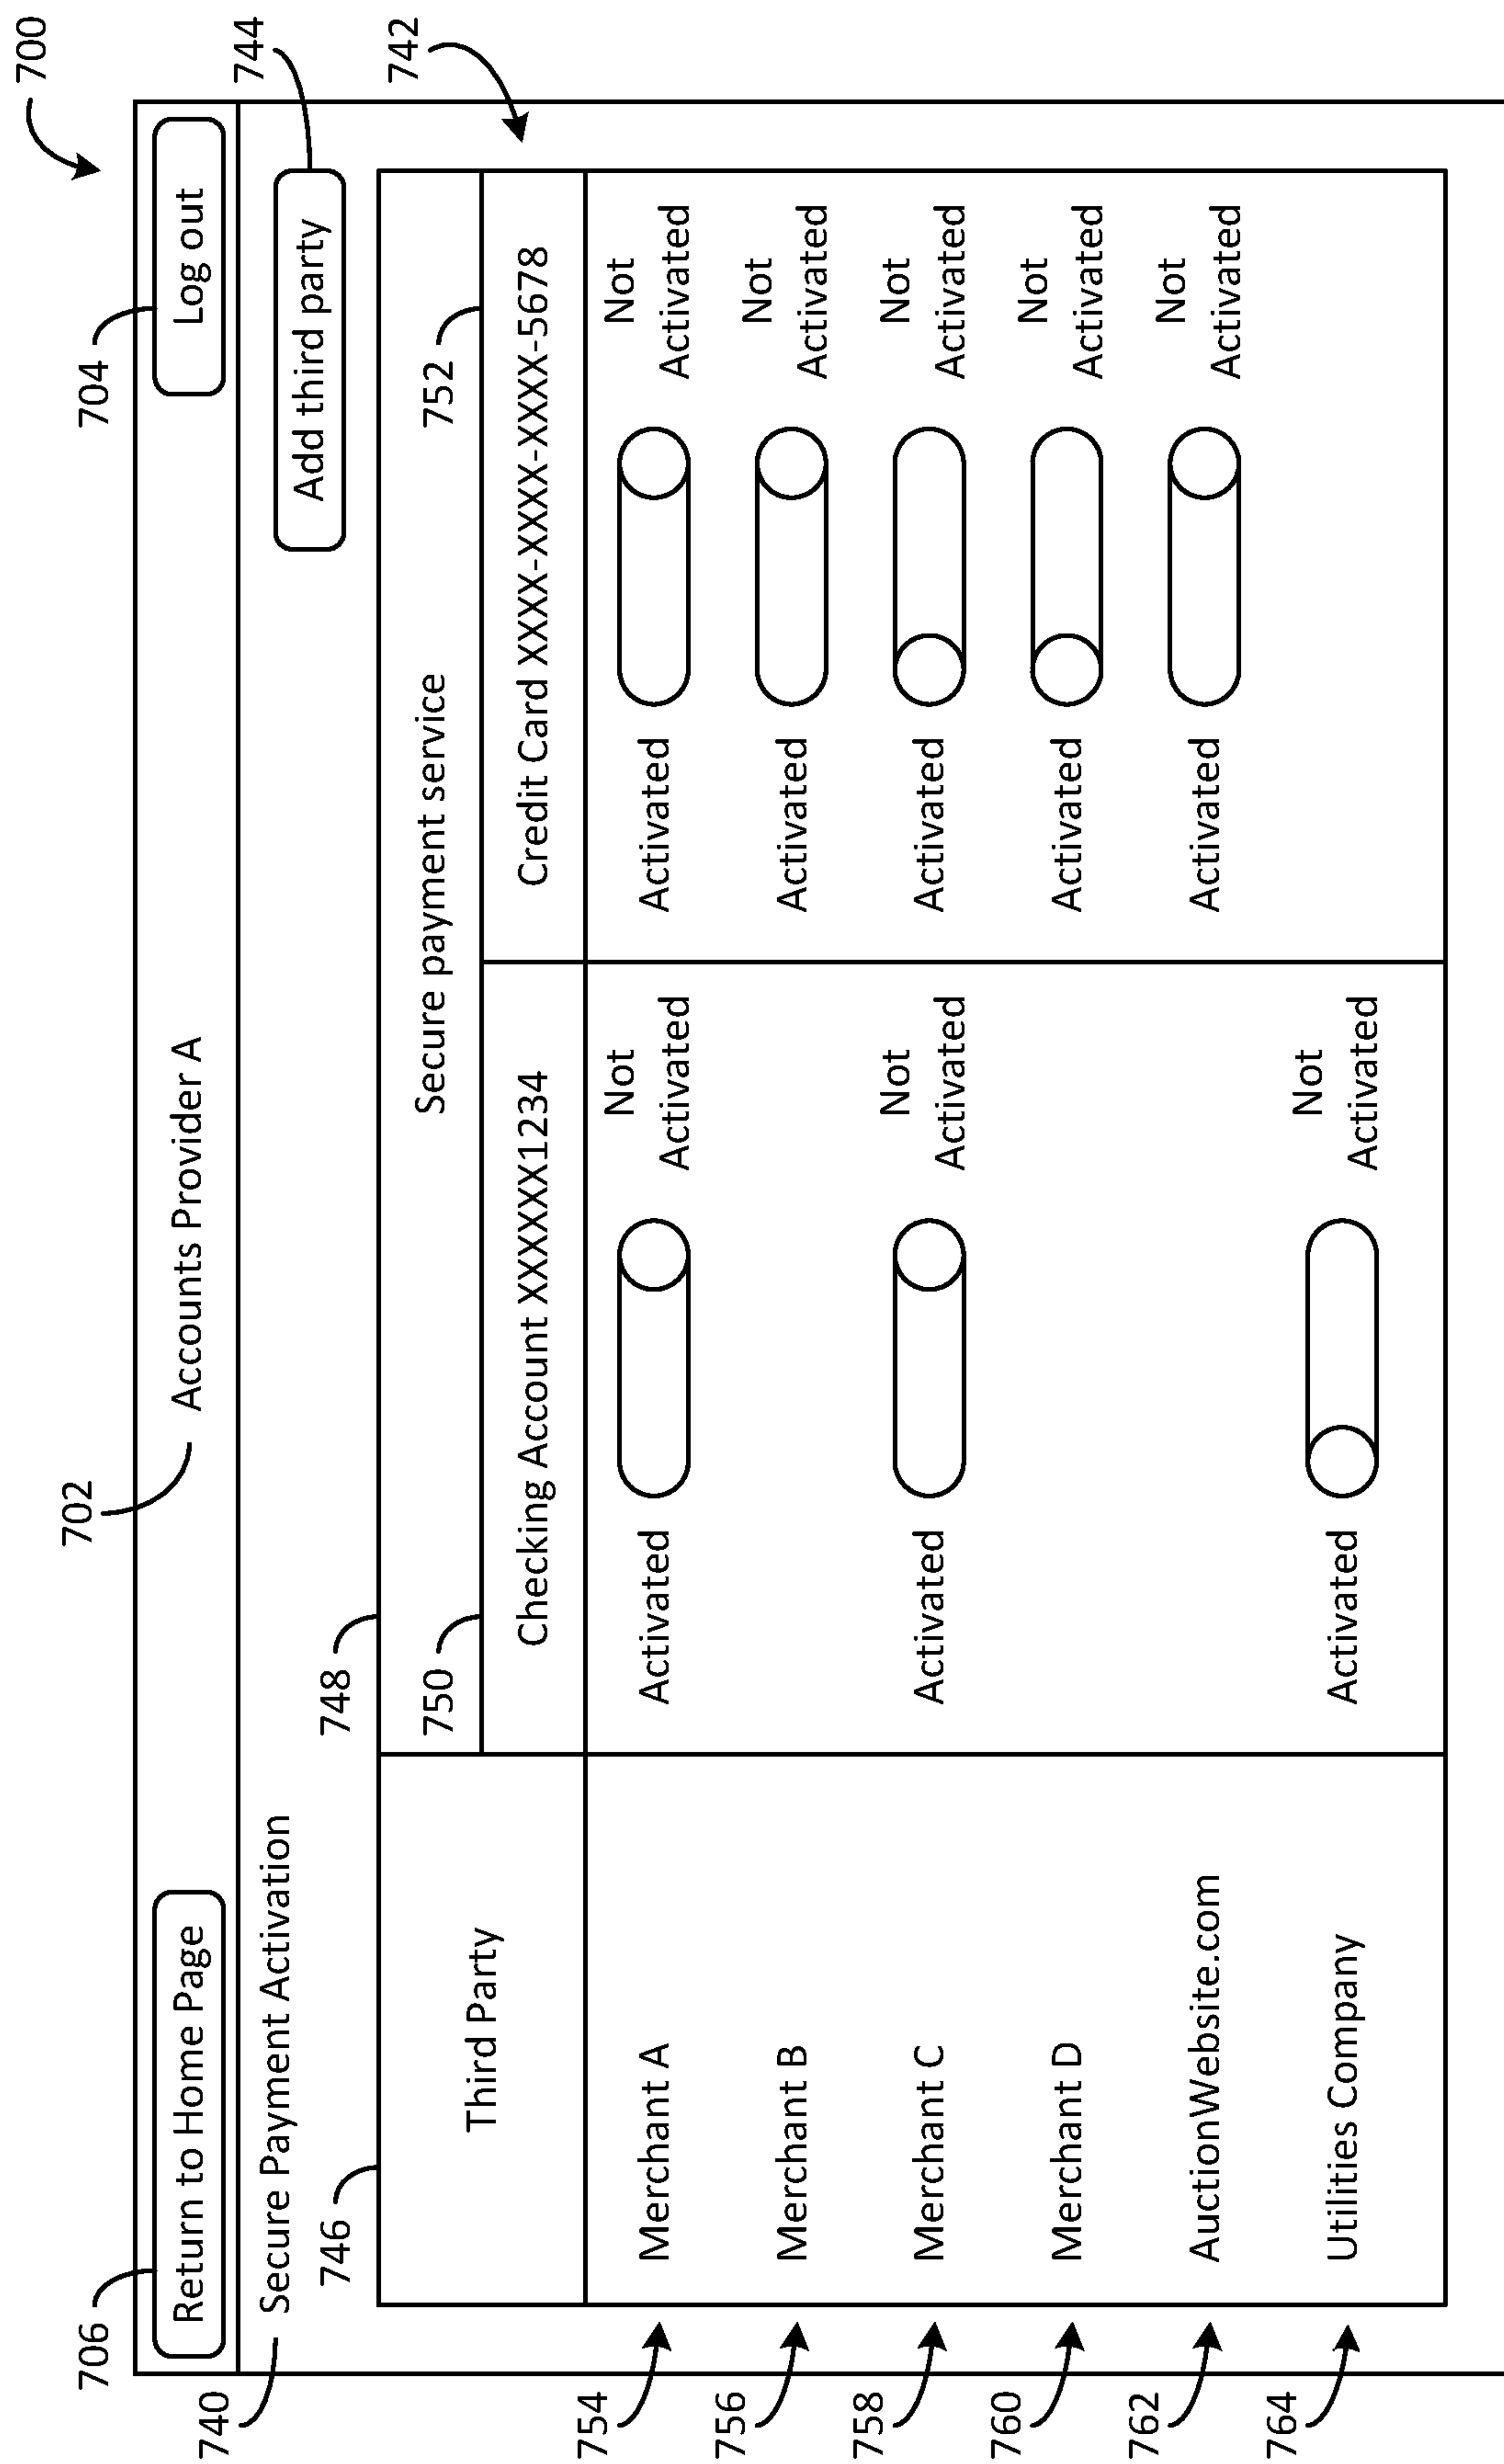 700
706
702
704
Return to Home Page
Accounts Provider A
Log out
740
Secure Payment Activation
744
Add third party
746
748
742
Third Party
Secure payment service
750
752
Checking Account XXXXXX1234
Credit Card XXXX-XXXX-XXXX-5678
754
Merchant A
Activated
Not
Activated
Activated
Not
Activated
756
Merchant B
Activated
Not
Activated
758
Merchant C
Activated
Not
Activated
Activated
Not
Activated
760
Merchant D
Activated
Not
Activated
762
AuctionWebsite.com
Activated
Not
Activated
764
Utilities Company
Activated
Not
Activated